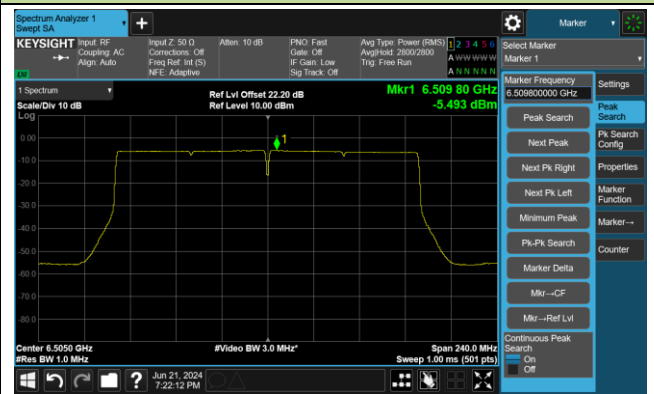 Spectrum Analyzer 1
Swept SA
Marker
KEYSIGHT
Input: RF
Coupling: AC
Align: Auto
Input Z: 50 Ω
Corrections: Off
Freq Ref: Int (S)
NFE: Adaptive
Atten: 10 dB
PNO: Fast
Gate: Off
IF Gain: Low
Sig Track: Off
Avg Type: Power (RMS)
Avg|Hold: 2800/2800
Trig: Free Run
1 2 3 4 5 6
A W W W W W
A N N N N N
Select Marker
Marker 1
LXI
1 Spectrum
Scale/Div 10 dB
Log
Ref Lvl Offset 22.20 dB
Ref Level 10.00 dBm
Mkr1 6.509 80 GHz
-5.493 dBm
1
0.00
-10.0
-20.0
-30.0
-40.0
-50.0
-60.0
-70.0
-80.0
Center 6.5050 GHz
#Res BW 1.0 MHz
#Video BW 3.0 MHz*
Span 240.0 MHz
Sweep 1.00 ms (501 pts)
Marker Frequency
6.509800000 GHz
Peak Search
Next Peak
Next Pk Right
Next Pk Left
Minimum Peak
Pk-Pk Search
Marker Delta
Mkr→CF
Mkr→Ref Lvl
Continuous Peak
Search
On
Off
Settings
Peak
Search
Pk Search
Config
Properties
Marker
Function
Marker→
Counter
Jun 21, 2024
7:22:12 PM